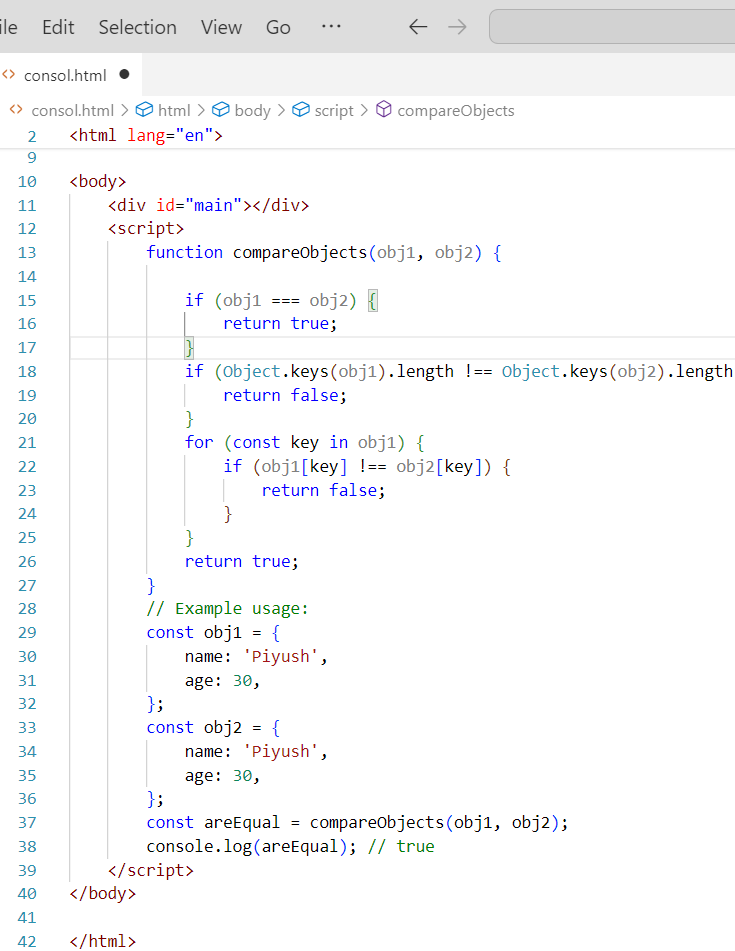 ile Edit Selection View Go ···
consol.html
consol.html > html > body > script > compareObjects
2 <html lang="en">
9
10 <body>
11     <div id="main"></div>
12     <script>
13         function compareObjects(obj1, obj2) {
14
15             if (obj1 === obj2) {
16                 return true;
17             }
18             if (Object.keys(obj1).length !== Object.keys(obj2).length
19                 return false;
20             }
21             for (const key in obj1) {
22                 if (obj1[key] !== obj2[key]) {
23                     return false;
24                 }
25             }
26             return true;
27         }
28         // Example usage:
29         const obj1 = {
30             name: 'Piyush',
31             age: 30,
32         };
33         const obj2 = {
34             name: 'Piyush',
35             age: 30,
36         };
37         const areEqual = compareObjects(obj1, obj2);
38         console.log(areEqual); // true
39     </script>
40 </body>
41
42 </html>